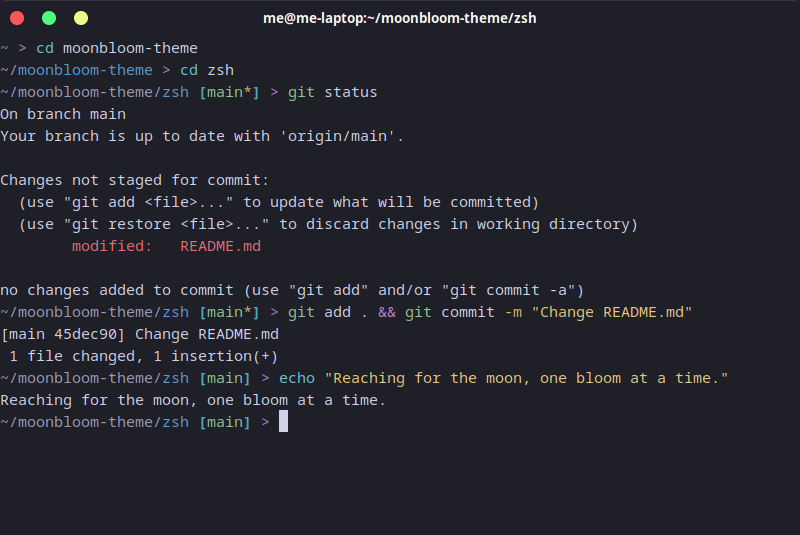 me@me-laptop:~/moonbloom-theme/zsh
~ > cd moonbloom-theme
~/moonbloom-theme > cd zsh
~/moonbloom-theme/zsh [main*] > git status
On branch main
Your branch is up to date with 'origin/main'.

Changes not staged for commit:
  (use "git add <file>..." to update what will be committed)
  (use "git restore <file>..." to discard changes in working directory)
        modified:   README.md

no changes added to commit (use "git add" and/or "git commit -a")
~/moonbloom-theme/zsh [main*] > git add . && git commit -m "Change README.md"
[main 45dec90] Change README.md
 1 file changed, 1 insertion(+)
~/moonbloom-theme/zsh [main] > echo "Reaching for the moon, one bloom at a time."
Reaching for the moon, one bloom at a time.
~/moonbloom-theme/zsh [main] >